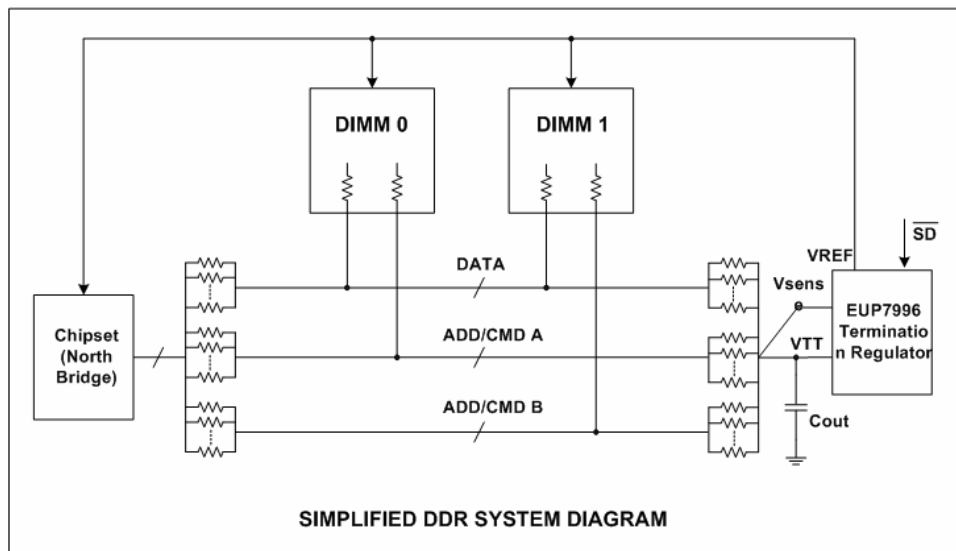 DIMM 0
DIMM 1
SD
VREF
DATA
Vsens
e
Chipset
(North
Bridge)
ADD/CMD A
VTT
EUP7996
Terminatio
n Regulator
ADD/CMD B
Cout
SIMPLIFIED DDR SYSTEM DIAGRAM